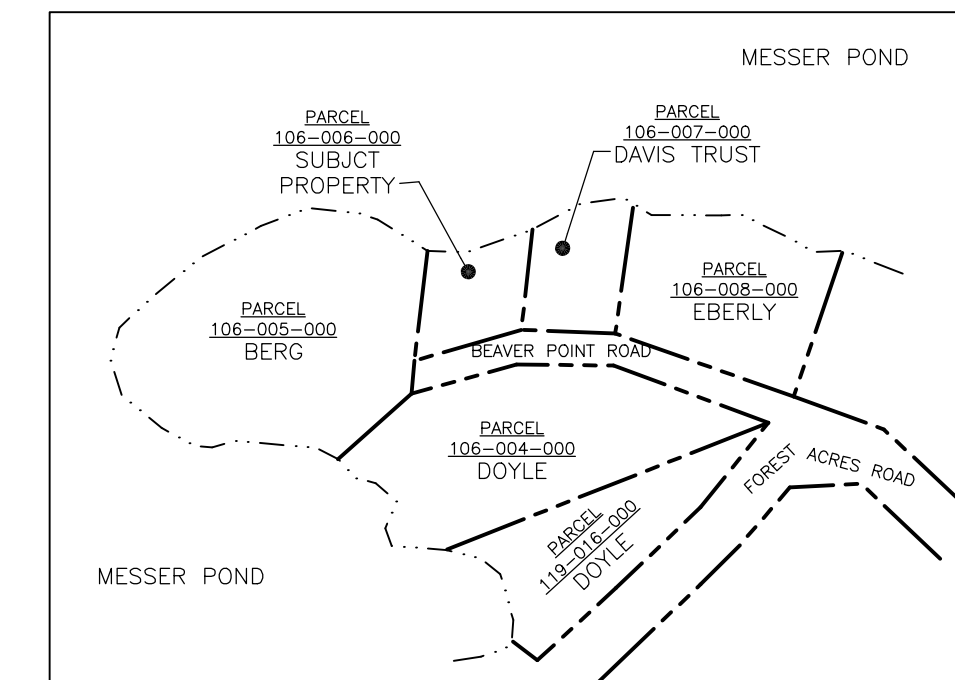 MESSER POND
PARCEL
106-006-000
SUBJCT
PROPERTY
PARCEL
106-007-000
DAVIS TRUST
PARCEL
106-008-000
EBERLY
PARCEL
106-005-000
BERG
BEAVER POINT ROAD
PARCEL
106-004-000
DOYLE
FOREST ACRES ROAD
PARCEL
119-016-000
DOYLE
MESSER POND